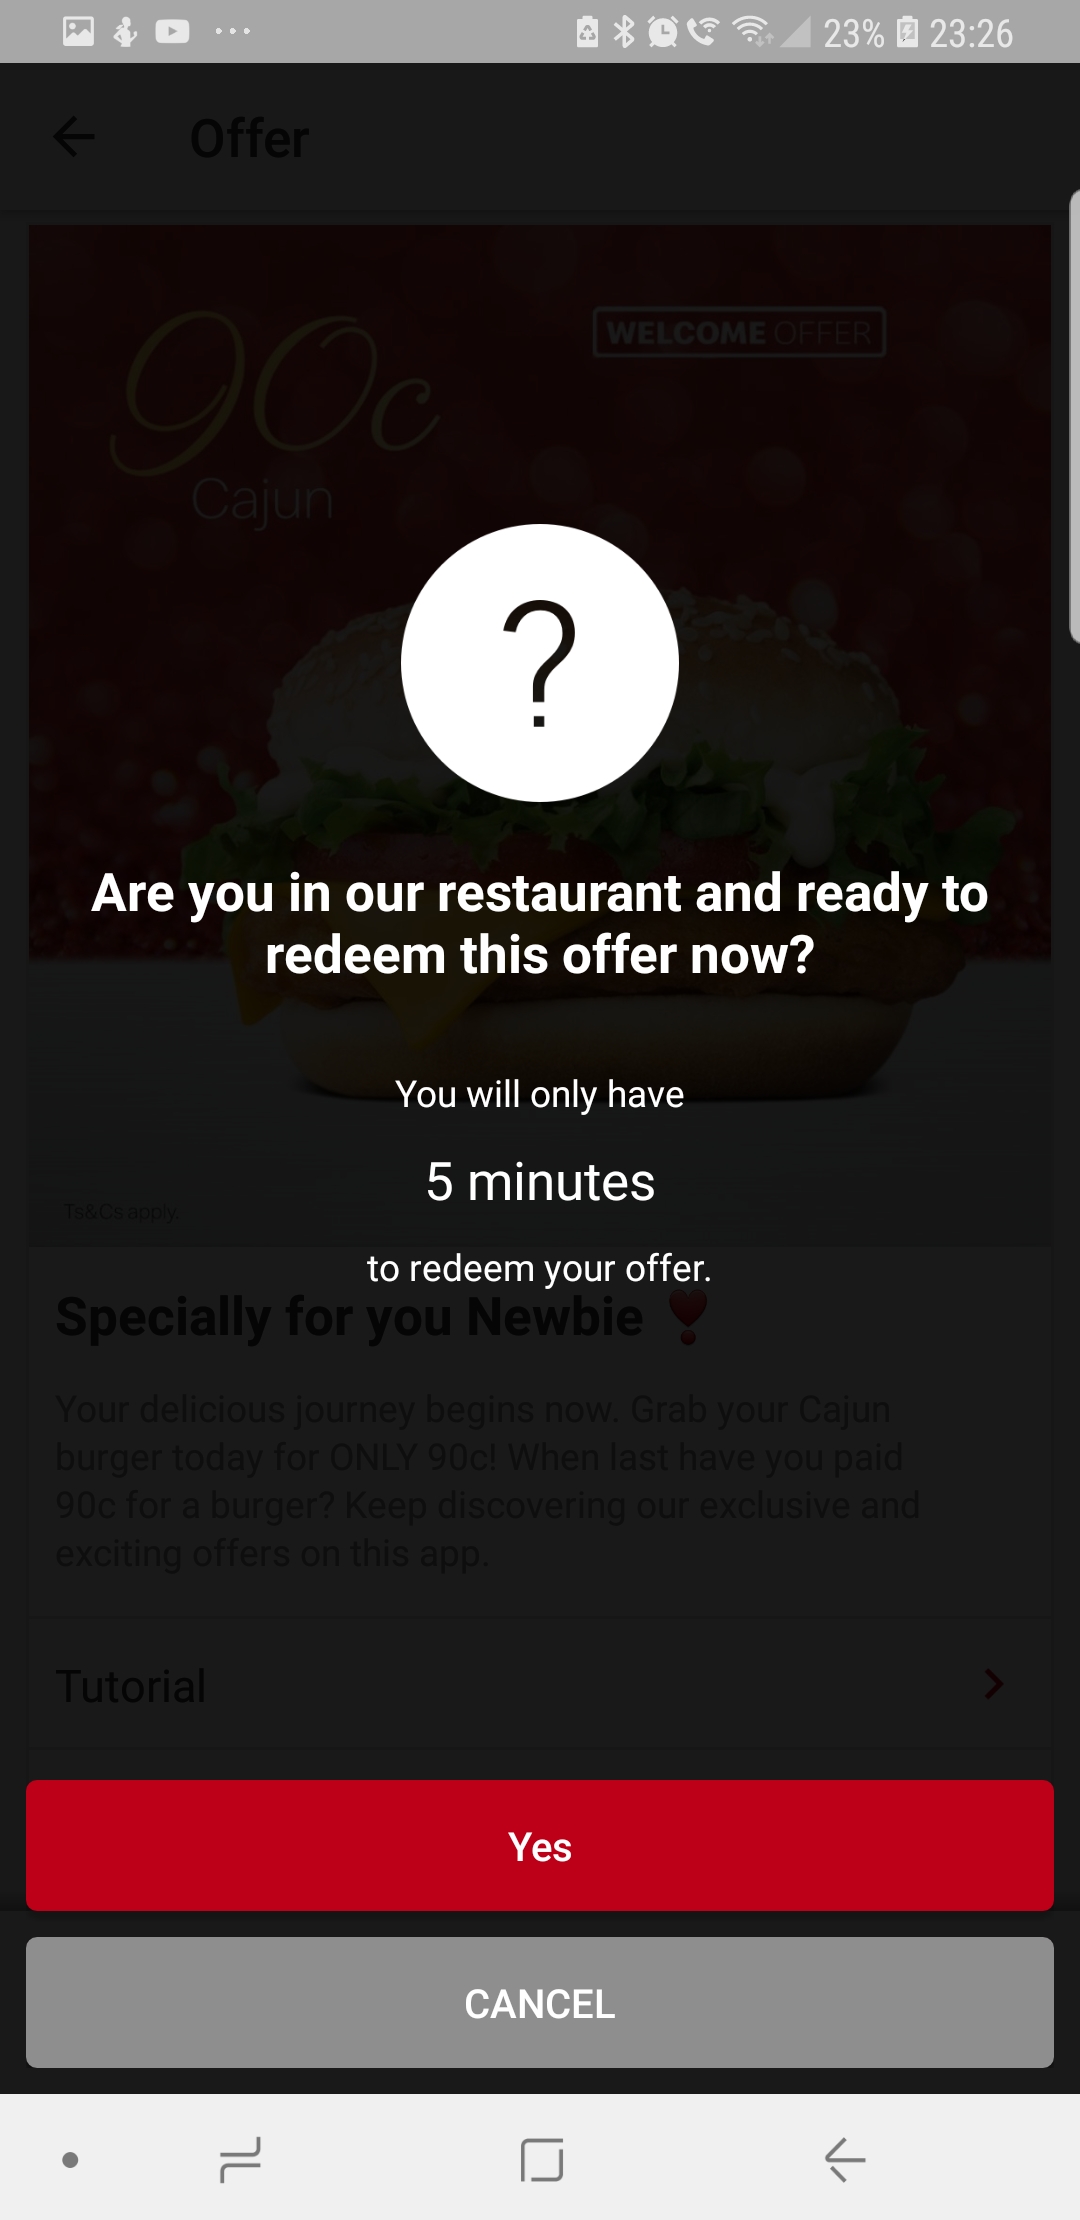 23% 23:26
Offer
90c
WELCOME OFFER
Cajun
?
Are you in our restaurant and ready to
redeem this offer now?
You will only have
5 minutes
Ts&Cs apply.
to redeem your offer.
Specially for you Newbie ❣️
Your delicious journey begins now. Grab your Cajun
burger today for ONLY 90c! When last have you paid
90c for a burger? Keep discovering our exclusive and
exciting offers on this app.
Tutorial
Yes
CANCEL